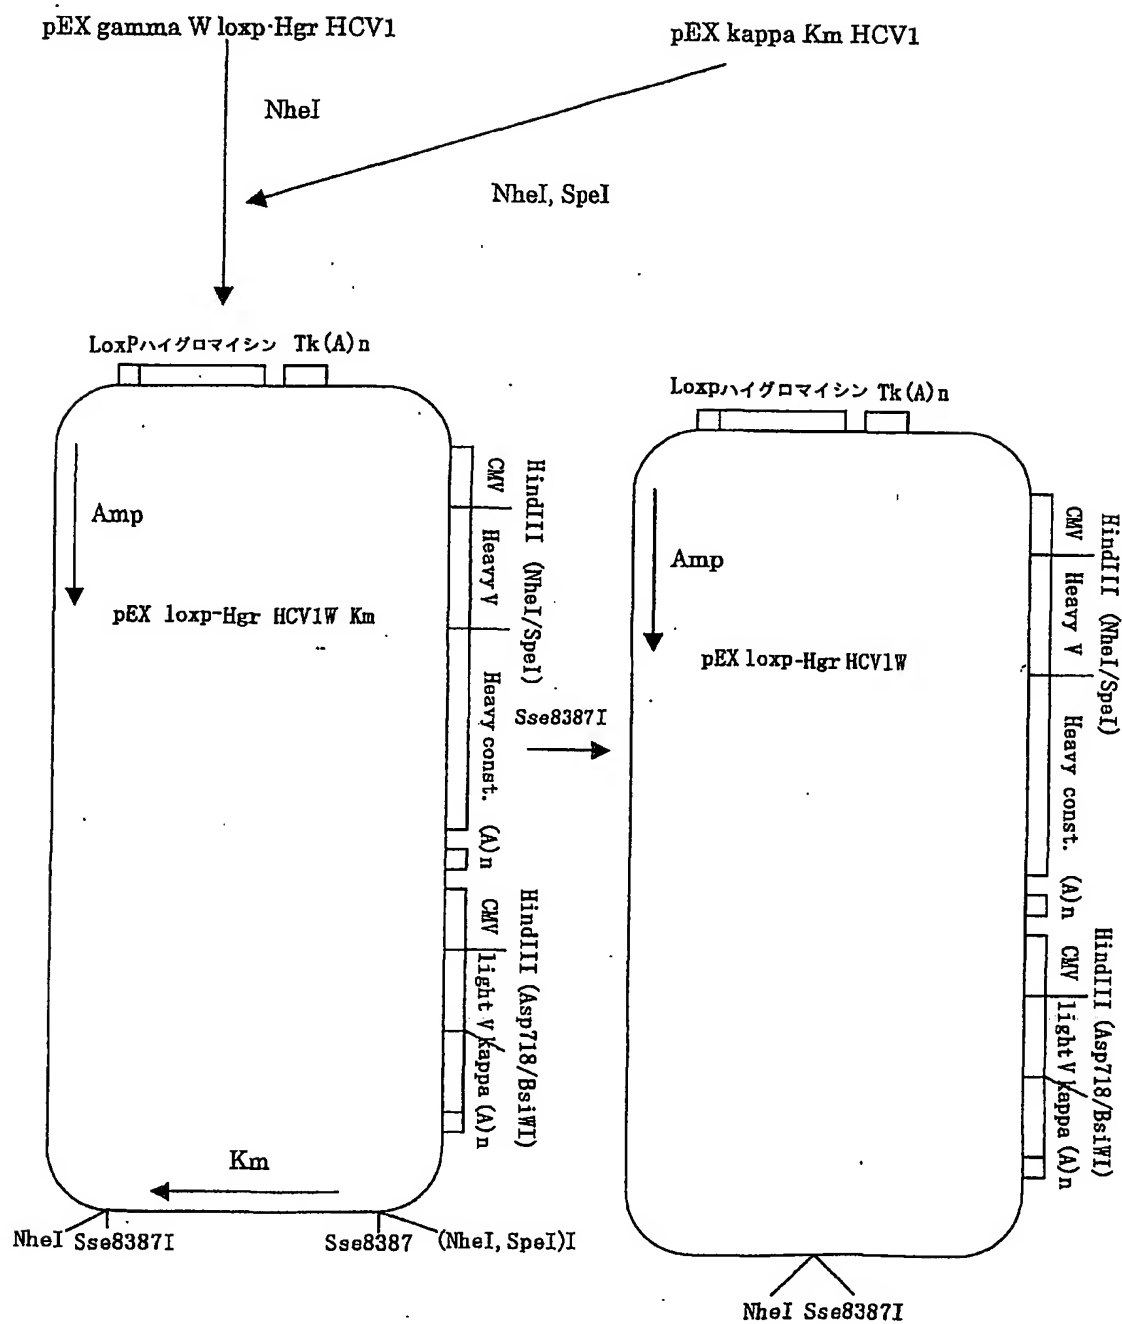 pEX gamma W loxp-Hgr HCV1
pEX kappa Km HCV1
NheI
NheI, SpeI
LoxPハイグロマイシン Tk(A)n
Amp
pEX loxp-Hgr HCV1W Km
CMV
Heavy V
Heavy const.
(A)n
CMV
light V
kappa
(A)n
HindIII (NheI/SpeI)
HindIII (Asp718/BsiWI)
Km
NheI Sse8387I
Sse8387 (NheI, SpeI)I
Sse8387I
Loxpハイグロマイシン Tk(A)n
Amp
pEX loxp-Hgr HCV1W
CMV
Heavy V
Heavy const.
(A)n
CMV
light V
kappa
(A)n
HindIII (NheI/SpeI)
HindIII (Asp718/BsiWI)
NheI Sse8387I